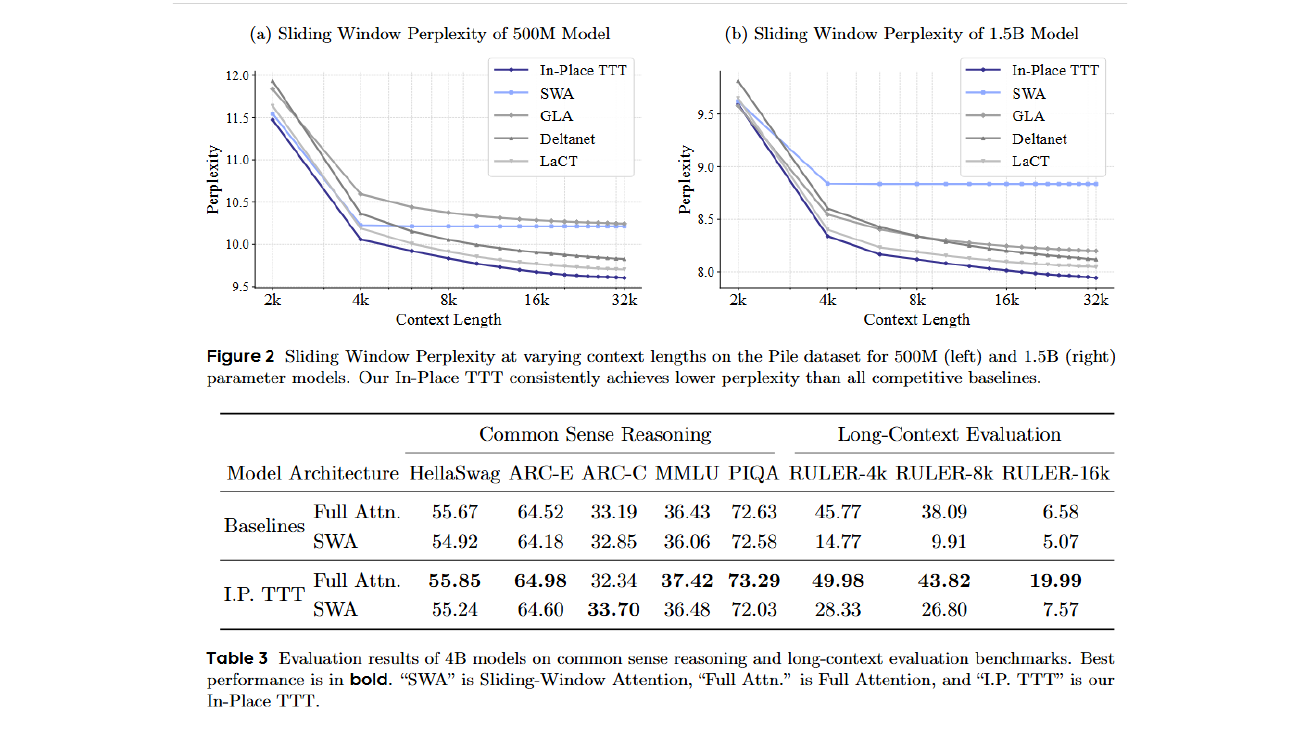 (a) Sliding Window Perplexity of 500M Model
12.0
11.5
11.0
10.5
10.0
9.5
Perplexity
2k 4k 8k 16k 32k
Context Length
In-Place TTT
SWA
GLA
Deltanet
LaCT
(b) Sliding Window Perplexity of 1.5B Model
9.5
9.0
8.5
8.0
Perplexity
2k 4k 8k 16k 32k
Context Length
In-Place TTT
SWA
GLA
Deltanet
LaCT
Figure 2 Sliding Window Perplexity at varying context lengths on the Pile dataset for 500M (left) and 1.5B (right)
parameter models. Our In-Place TTT consistently achieves lower perplexity than all competitive baselines.
Common Sense Reasoning Long-Context Evaluation
Model Architecture HellaSwag ARC-E ARC-C MMLU PIQA RULER-4k RULER-8k RULER-16k
Baselines
Full Attn. 55.67 64.52 33.19 36.43 72.63 45.77 38.09 6.58
SWA 54.92 64.18 32.85 36.06 72.58 14.77 9.91 5.07
I.P. TTT
Full Attn. 55.85 64.98 32.34 37.42 73.29 49.98 43.82 19.99
SWA 55.24 64.60 33.70 36.48 72.03 28.33 26.80 7.57
Table 3 Evaluation results of 4B models on common sense reasoning and long-context evaluation benchmarks. Best
performance is in bold. “SWA” is Sliding-Window Attention, “Full Attn.” is Full Attention, and “I.P. TTT” is our
In-Place TTT.